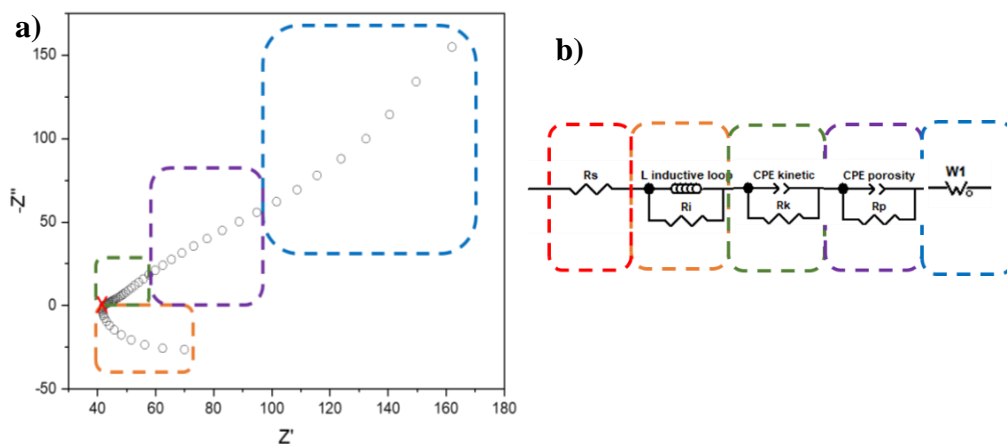 a)
-Z"
150
100
50
0
-50
40 60 80 100 120 140 160 180
Z'
b)
Rs
L inductive loop
Ri
CPE kinetic
Rk
CPE porosity
Rp
W1